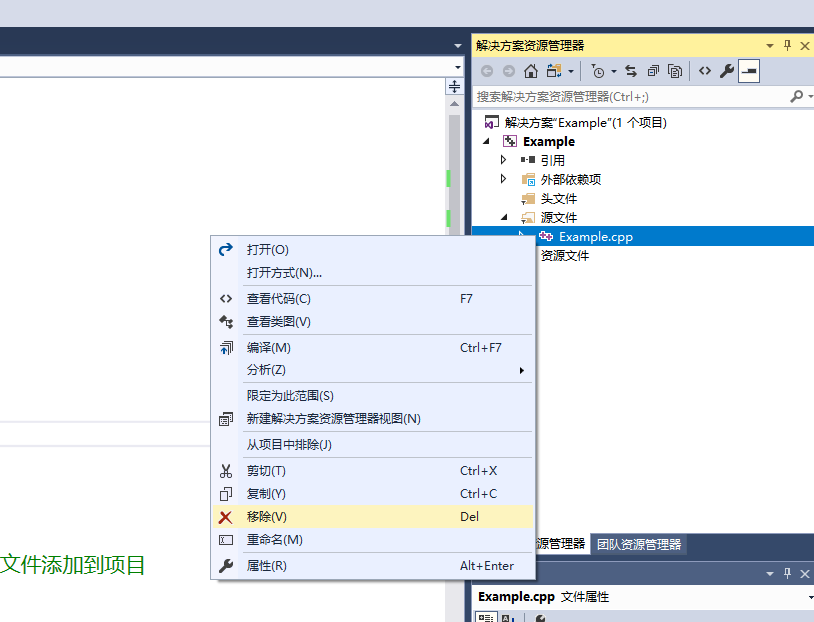 解决方案资源管理器
搜索解决方案资源管理器(Ctrl+;)
解决方案"Example"(1 个项目)
Example
引用
外部依赖项
头文件
源文件
Example.cpp
资源文件
打开(O)
打开方式(N)...
查看代码(C) F7
查看类图(V)
编译(M) Ctrl+F7
分析(Z)
限定为此范围(S)
新建解决方案资源管理器视图(N)
从项目中排除(J)
剪切(T) Ctrl+X
复制(Y) Ctrl+C
移除(V) Del
重命名(M)
属性(R) Alt+Enter
文件添加到项目
源管理器 团队资源管理器
Example.cpp 文件属性